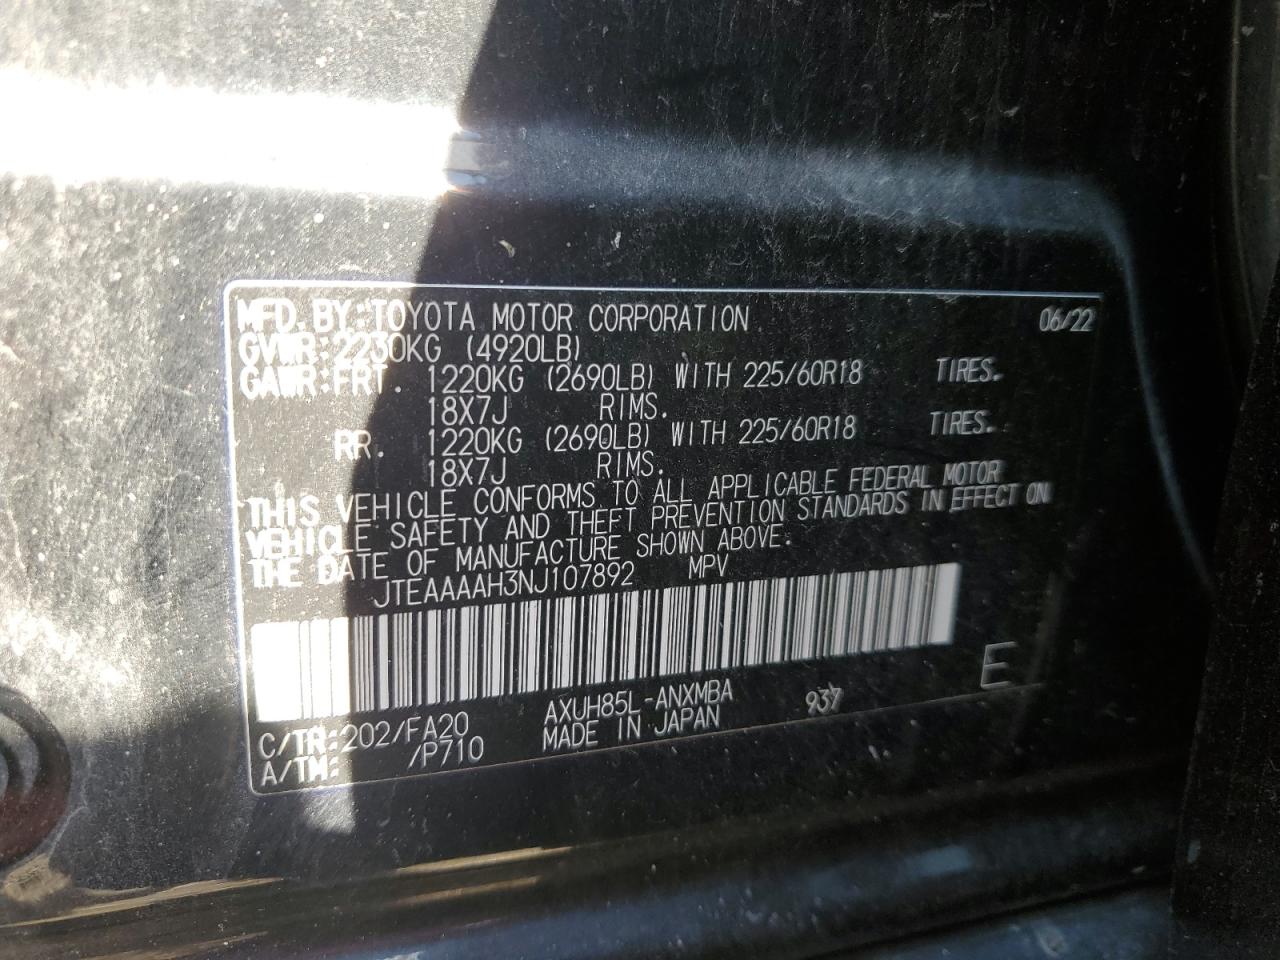 MFD. BY: TOYOTA MOTOR CORPORATION 06/22
GVWR: 2230KG (4920LB)
GAWR: FRT. 1220KG (2690LB) WITH 225/60R18 TIRES.
18X7J RIMS.
RR. 1220KG (2690LB) WITH 225/60R18 TIRES.
18X7J RIMS.
THIS VEHICLE CONFORMS TO ALL APPLICABLE FEDERAL MOTOR
VEHICLE SAFETY AND THEFT PREVENTION STANDARDS IN EFFECT ON
THE DATE OF MANUFACTURE SHOWN ABOVE.
JTEAAAAH3NJ107892 MPV
E
C/TR: 202/FA20 AXUH85L-ANXMBA 937
A/TM: /P710 MADE IN JAPAN